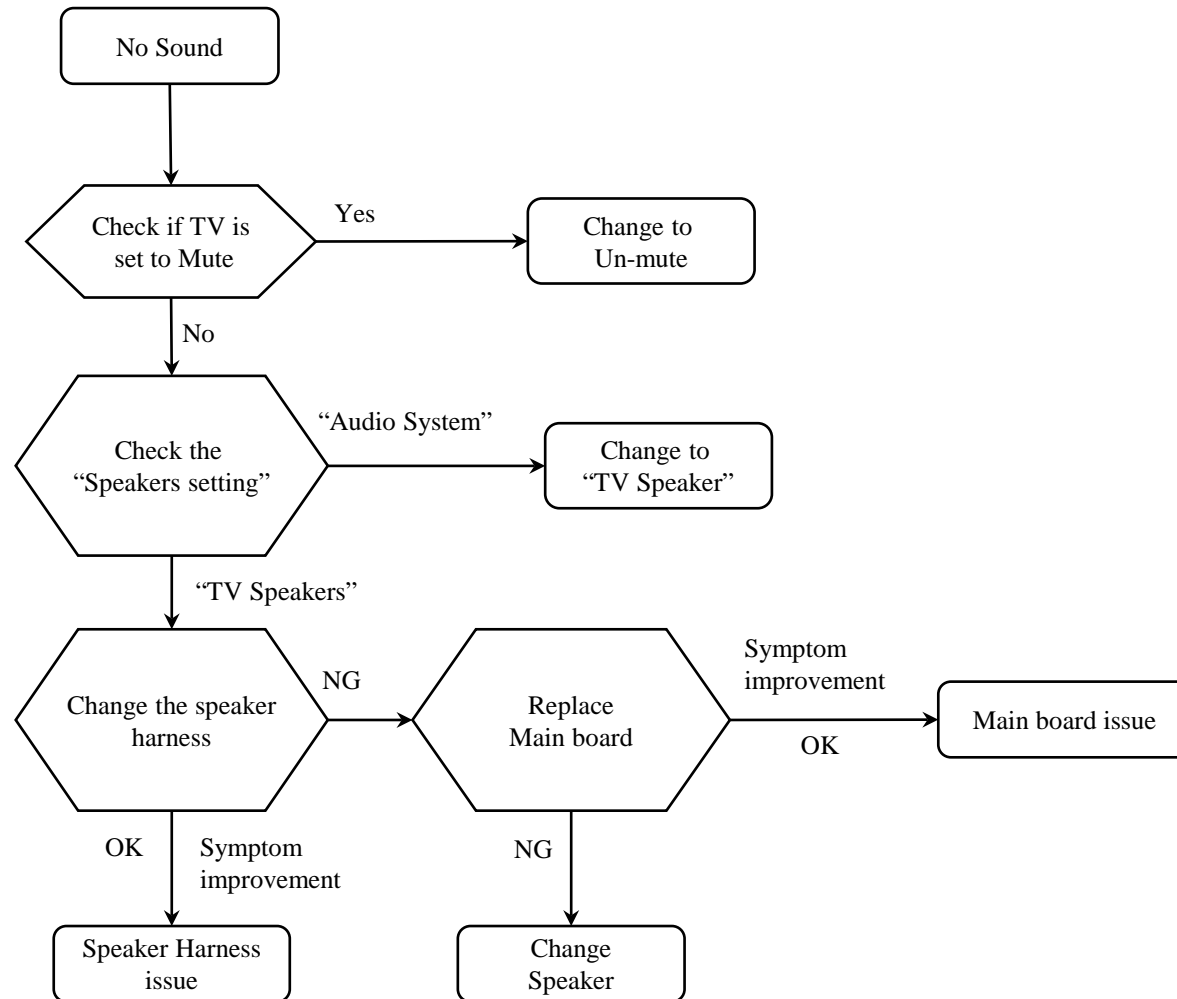 No Sound
Check if TV is
set to Mute
Yes
Change to
Un-mute
No
Check the
“Speakers setting”
“Audio System”
Change to
“TV Speaker”
“TV Speakers”
Change the speaker
harness
NG
Replace
Main board
Symptom
improvement
OK
Main board issue
OK
Symptom
improvement
NG
Speaker Harness
issue
Change
Speaker